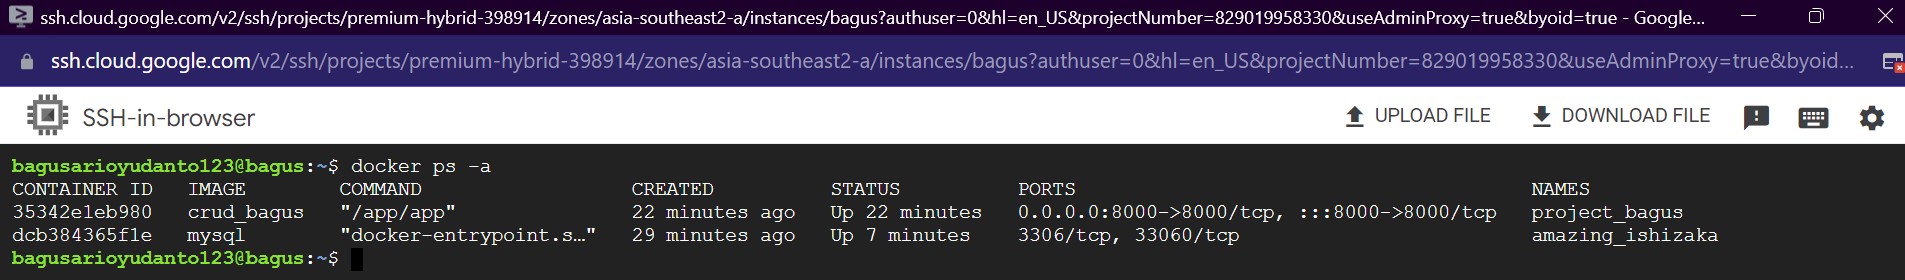 ssh.cloud.google.com/v2/ssh/projects/premium-hybrid-398914/zones/asia-southeast2-a/instances/bagus?authuser=0&hl=en_US&projectNumber=829019958330&useAdminProxy=true&byoid=true - Google...
ssh.cloud.google.com/v2/ssh/projects/premium-hybrid-398914/zones/asia-southeast2-a/instances/bagus?authuser=0&hl=en_US&projectNumber=829019958330&useAdminProxy=true&byoid...
SSH-in-browser UPLOAD FILE DOWNLOAD FILE
bagusarioyudanto123@bagus:~$ docker ps -a
CONTAINER ID IMAGE COMMAND CREATED STATUS PORTS NAMES
35342e1eb980 crud_bagus "/app/app" 22 minutes ago Up 22 minutes 0.0.0.0:8000->8000/tcp, :::8000->8000/tcp project_bagus
dcb384365f1e mysql "docker-entrypoint.s…" 29 minutes ago Up 7 minutes 3306/tcp, 33060/tcp amazing_ishizaka
bagusarioyudanto123@bagus:~$